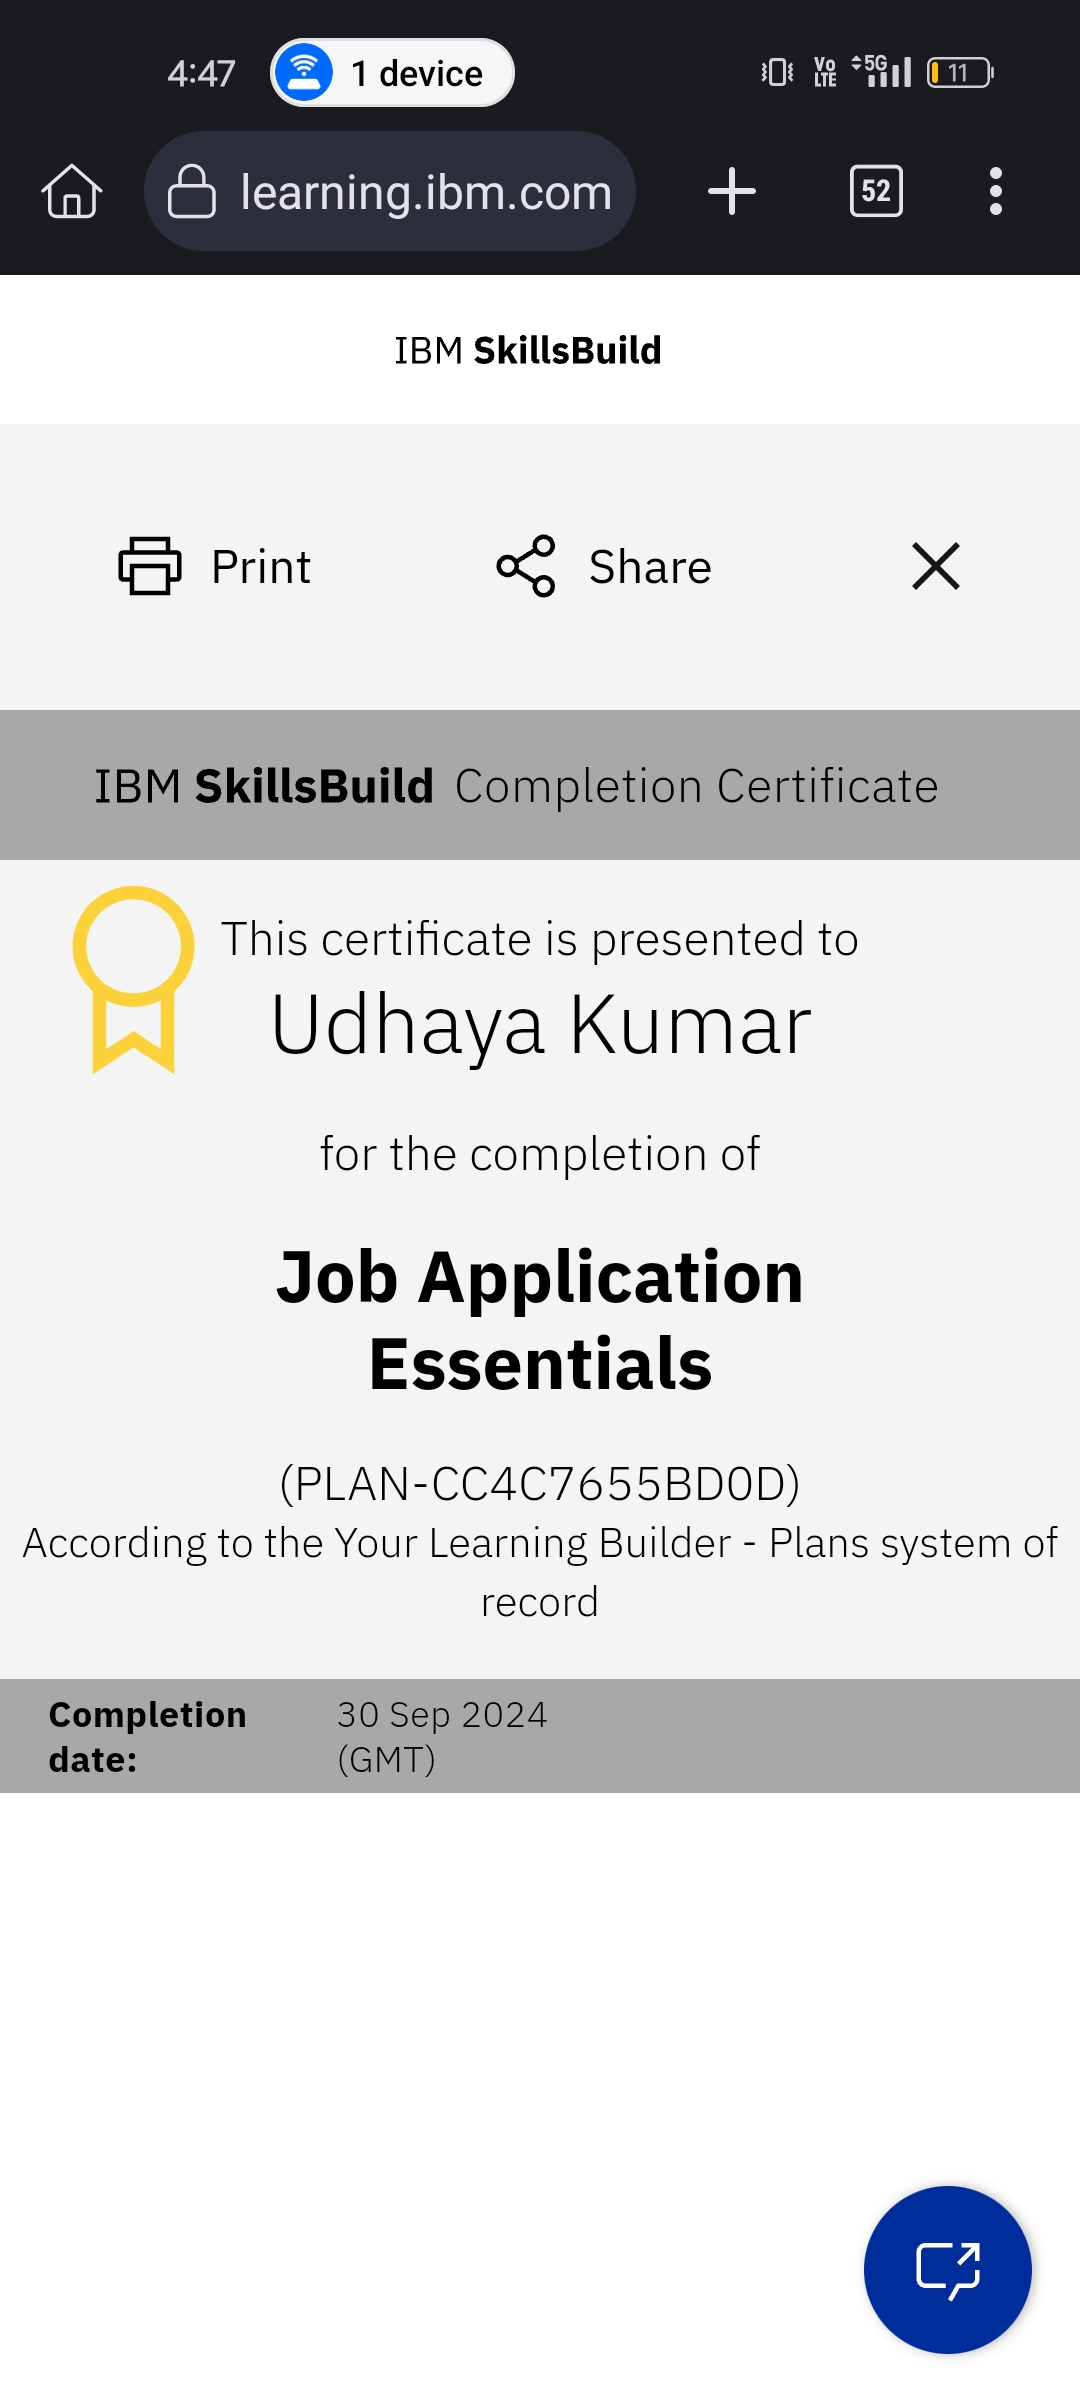 4:47 1 device Vo LTE 5G 11
learning.ibm.com 52
IBM SkillsBuild
Print Share
IBM SkillsBuild Completion Certificate
This certificate is presented to
Udhaya Kumar
for the completion of
Job Application
Essentials
(PLAN-CC4C7655BD0D)
According to the Your Learning Builder - Plans system of
record
Completion date: 30 Sep 2024 (GMT)